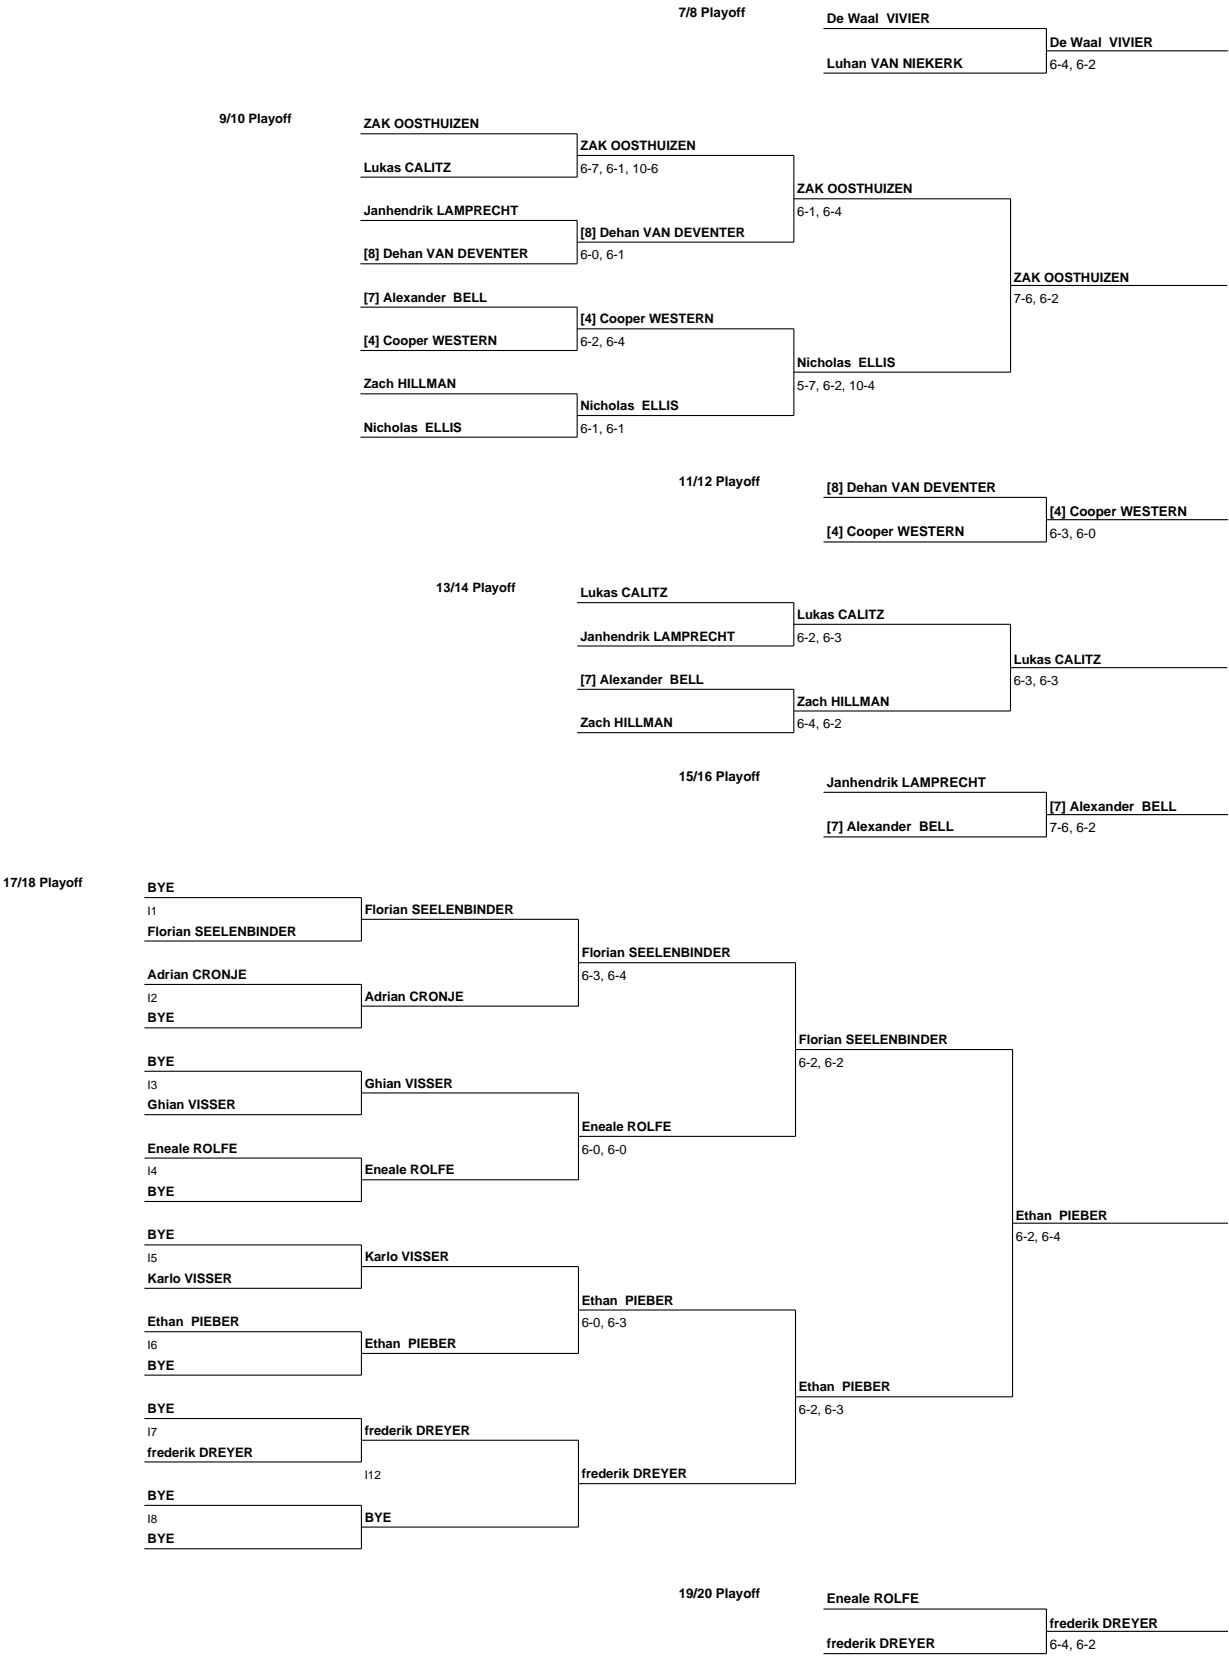 7/8 Playoff
De Waal  VIVIER
De Waal  VIVIER
Luhan VAN NIEKERK
6-4, 6-2
9/10 Playoff
ZAK OOSTHUIZEN
ZAK OOSTHUIZEN
Lukas CALITZ
6-7, 6-1, 10-6
ZAK OOSTHUIZEN
Janhendrik LAMPRECHT
6-1, 6-4
[8] Dehan VAN DEVENTER
[8] Dehan VAN DEVENTER
6-0, 6-1
ZAK OOSTHUIZEN
[7] Alexander  BELL
7-6, 6-2
[4] Cooper WESTERN
[4] Cooper WESTERN
6-2, 6-4
Nicholas  ELLIS
Zach HILLMAN
5-7, 6-2, 10-4
Nicholas  ELLIS
Nicholas  ELLIS
6-1, 6-1
11/12 Playoff
[8] Dehan VAN DEVENTER
[4] Cooper WESTERN
[4] Cooper WESTERN
6-3, 6-0
13/14 Playoff
Lukas CALITZ
Lukas CALITZ
Janhendrik LAMPRECHT
6-2, 6-3
Lukas CALITZ
[7] Alexander  BELL
6-3, 6-3
Zach HILLMAN
Zach HILLMAN
6-4, 6-2
15/16 Playoff
Janhendrik LAMPRECHT
[7] Alexander  BELL
[7] Alexander  BELL
7-6, 6-2
17/18 Playoff
BYE
I1
Florian SEELENBINDER
Florian SEELENBINDER
Florian SEELENBINDER
Adrian CRONJE
6-3, 6-4
I2
Adrian CRONJE
BYE
Florian SEELENBINDER
BYE
6-2, 6-2
I3
Ghian VISSER
Ghian VISSER
Eneale ROLFE
Eneale ROLFE
6-0, 6-0
I4
Eneale ROLFE
BYE
Ethan  PIEBER
BYE
6-2, 6-4
I5
Karlo VISSER
Karlo VISSER
Ethan  PIEBER
Ethan  PIEBER
6-0, 6-3
I6
Ethan  PIEBER
BYE
Ethan  PIEBER
BYE
6-2, 6-3
I7
frederik DREYER
frederik DREYER
I12
frederik DREYER
BYE
I8
BYE
BYE
19/20 Playoff
Eneale ROLFE
frederik DREYER
frederik DREYER
6-4, 6-2